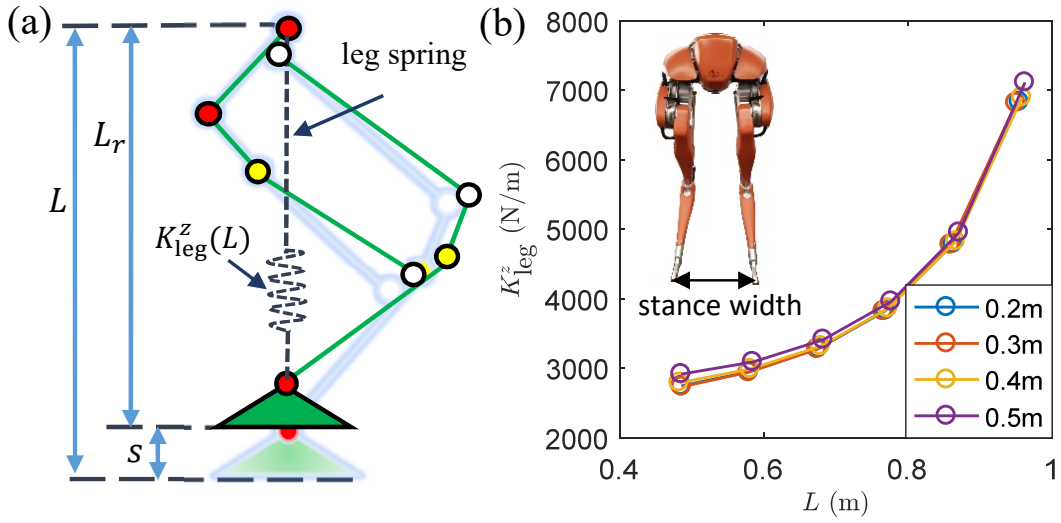 (a)
L
L_r
s
leg spring
K^z_leg(L)
(b)
8000
7000
6000
5000
4000
3000
2000
K^z_leg (N/m)
stance width
0.2m
0.3m
0.4m
0.5m
0.4
0.6
0.8
1
L (m)